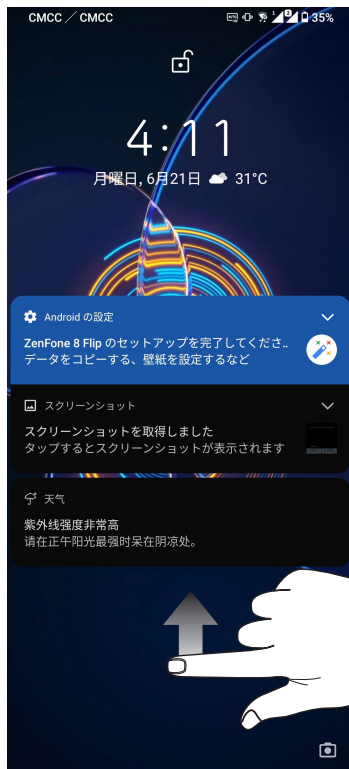 CMCC / CMCC 35%
4:11
月曜日, 6月21日 31°C
Android の設定
ZenFone 8 Flip のセットアップを完了してくださ..
データをコピーする、壁紙を設定するなど
スクリーンショット
スクリーンショットを取得しました
タップするとスクリーンショットが表示されます
天气
紫外线强度非常高
请在正午阳光最强时呆在阴凉处。